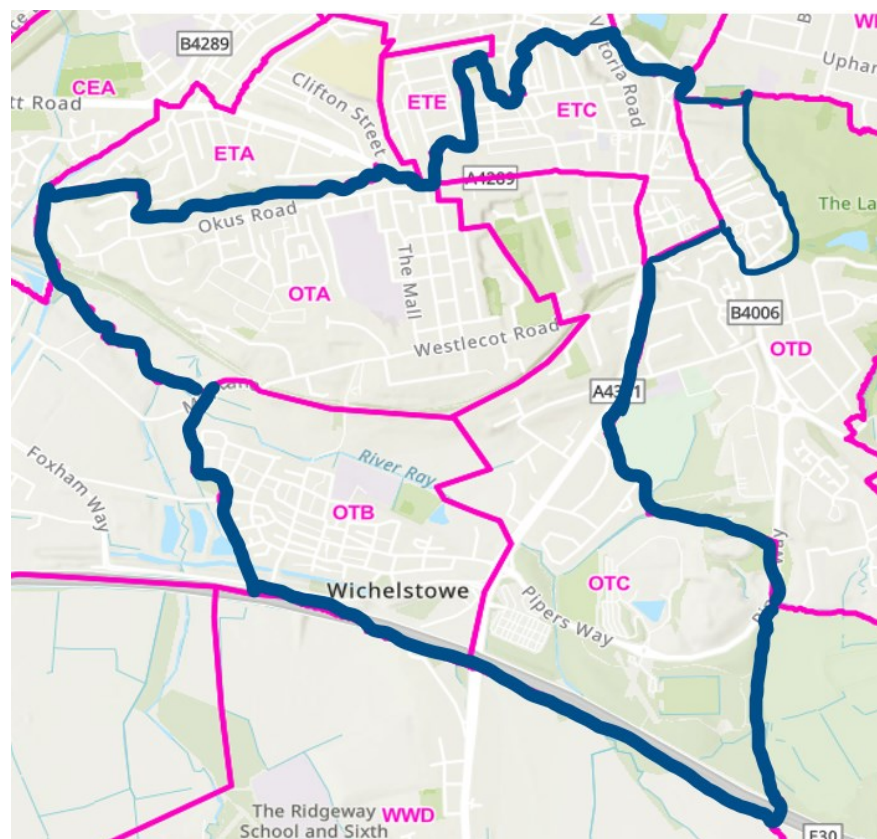 B4289
Victoria Road
Upha
CEA
Clifton Street
ETE
ETC
tt Road
ETA
A4289
Okus Road
The La
The Mall
OTA
B4006
Westlecot Road
OTD
River Ray
Foxham Way
OTB
Wichelstowe
OTC
Pipers Way
The Ridgeway
School and Sixth
WWD
E30